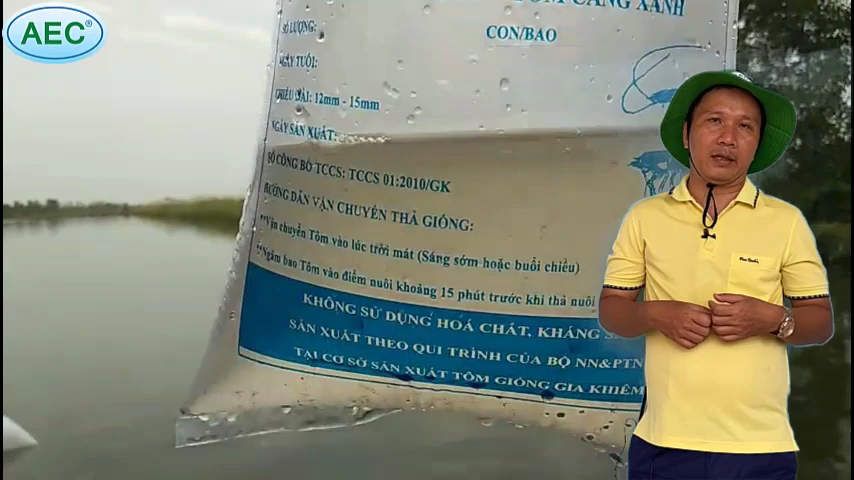 AEC®
TÔM CÀNG XANH
SỐ LƯỢNG:
CON/BAO
NGÀY TUỔI:
CHIỀU DÀI: 12mm - 15mm
NGÀY SẢN XUẤT:
SỐ CÔNG BỐ TCCS: TCCS 01:2010/GK
HƯỚNG DẪN VẬN CHUYỂN THẢ GIỐNG:
**Vận chuyển Tôm vào lúc trời mát (Sáng sớm hoặc buổi chiều)
**Ngâm bao Tôm vào điểm nuôi khoảng 15 phút trước khi thả nuôi
KHÔNG SỬ DỤNG HOÁ CHẤT, KHÁNG
SẢN XUẤT THEO QUI TRÌNH CỦA BỘ NN&PTN
TẠI CƠ SỞ SẢN XUẤT TÔM GIỐNG GIA KHIÊM